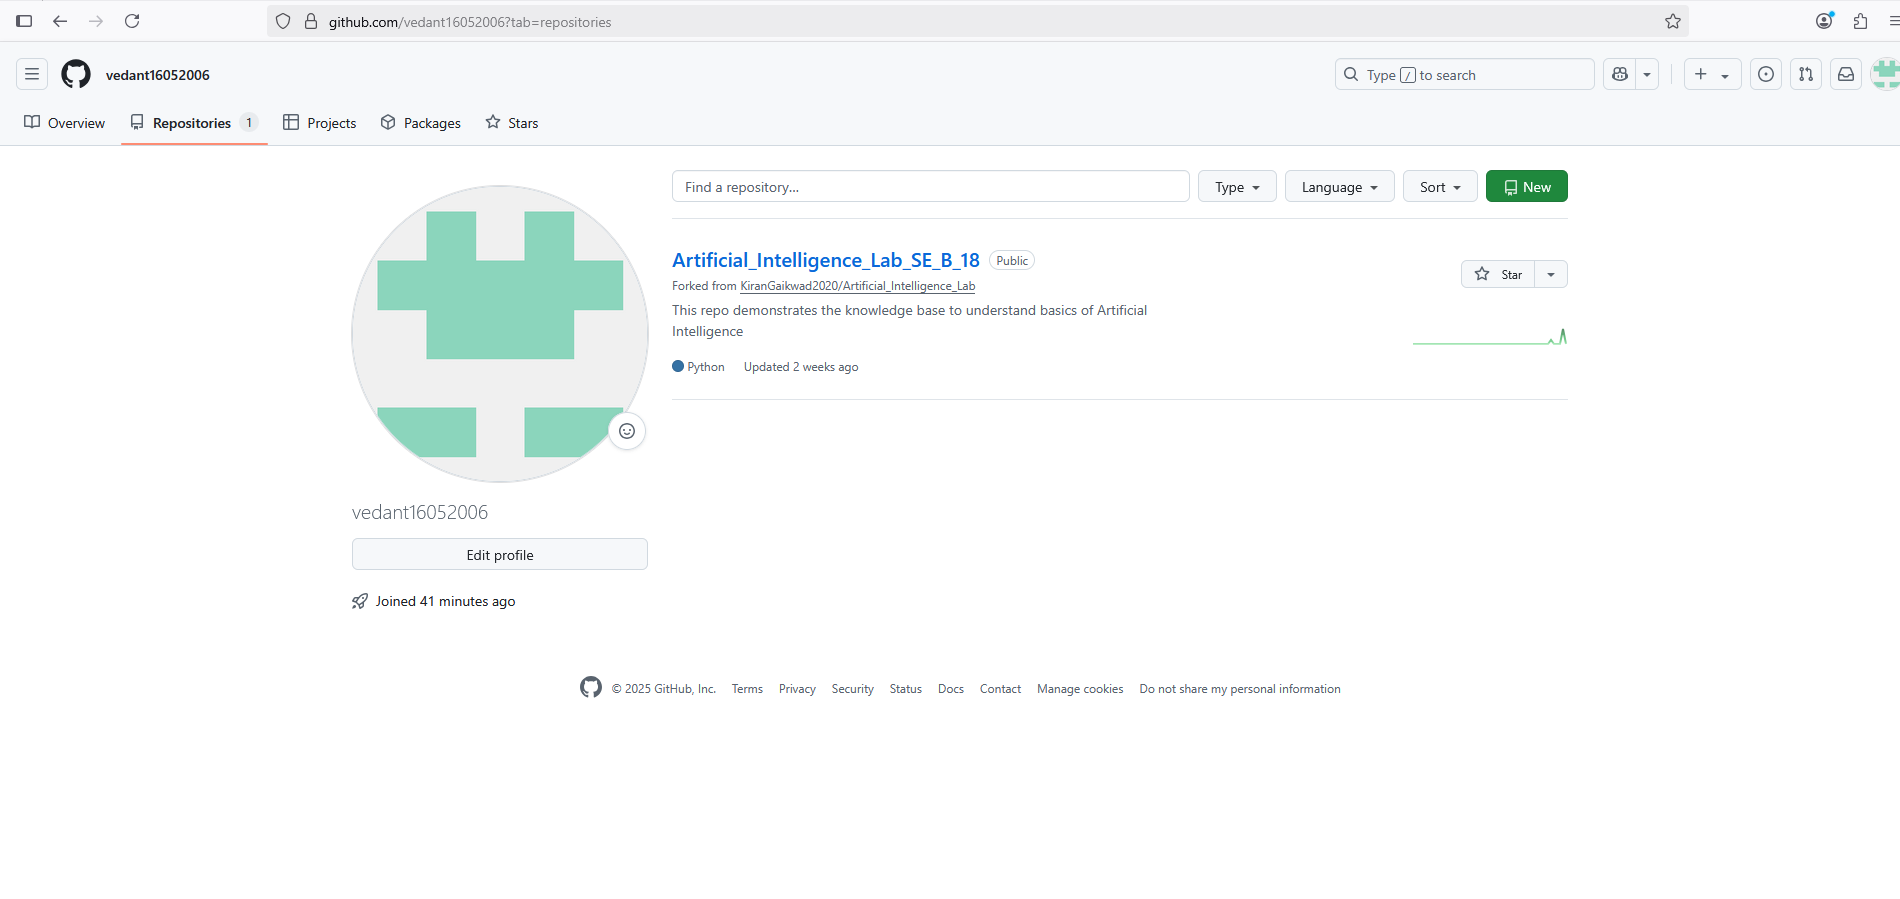 github.com/vedant16052006?tab=repositories
vedant16052006
Type / to search
Overview
Repositories 1
Projects
Packages
Stars
Find a repository...
Type
Language
Sort
New
Artificial_Intelligence_Lab_SE_B_18 Public
Forked from KiranGaikwad2020/Artificial_Intelligence_Lab
This repo demonstrates the knowledge base to understand basics of Artificial
Intelligence
Python Updated 2 weeks ago
Star
vedant16052006
Edit profile
Joined 41 minutes ago
© 2025 GitHub, Inc. Terms Privacy Security Status Docs Contact Manage cookies Do not share my personal information